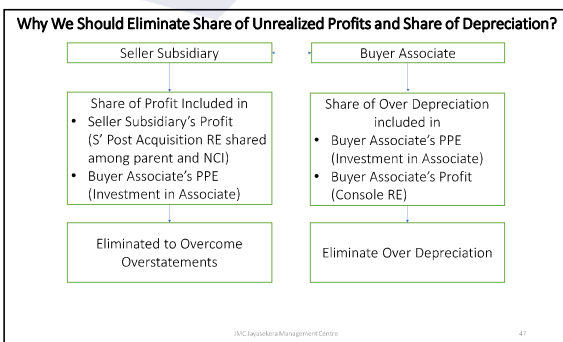 Why We Should Eliminate Share of Unrealized Profits and Share of Depreciation?
Seller Subsidiary
Share of Profit Included in
• Seller Subsidiary's Profit
(S' Post Acquisition RE shared
among parent and NCI)
• Buyer Associate's PPE
(Investment in Associate)
Eliminated to Overcome
Overstatements
Buyer Associate
Share of Over Depreciation
included in
• Buyer Associate's PPE
(Investment in Associate)
• Buyer Associate's Profit
(Console RE)
Eliminate Over Depreciation
JMC Jayasekera Management Centre
47